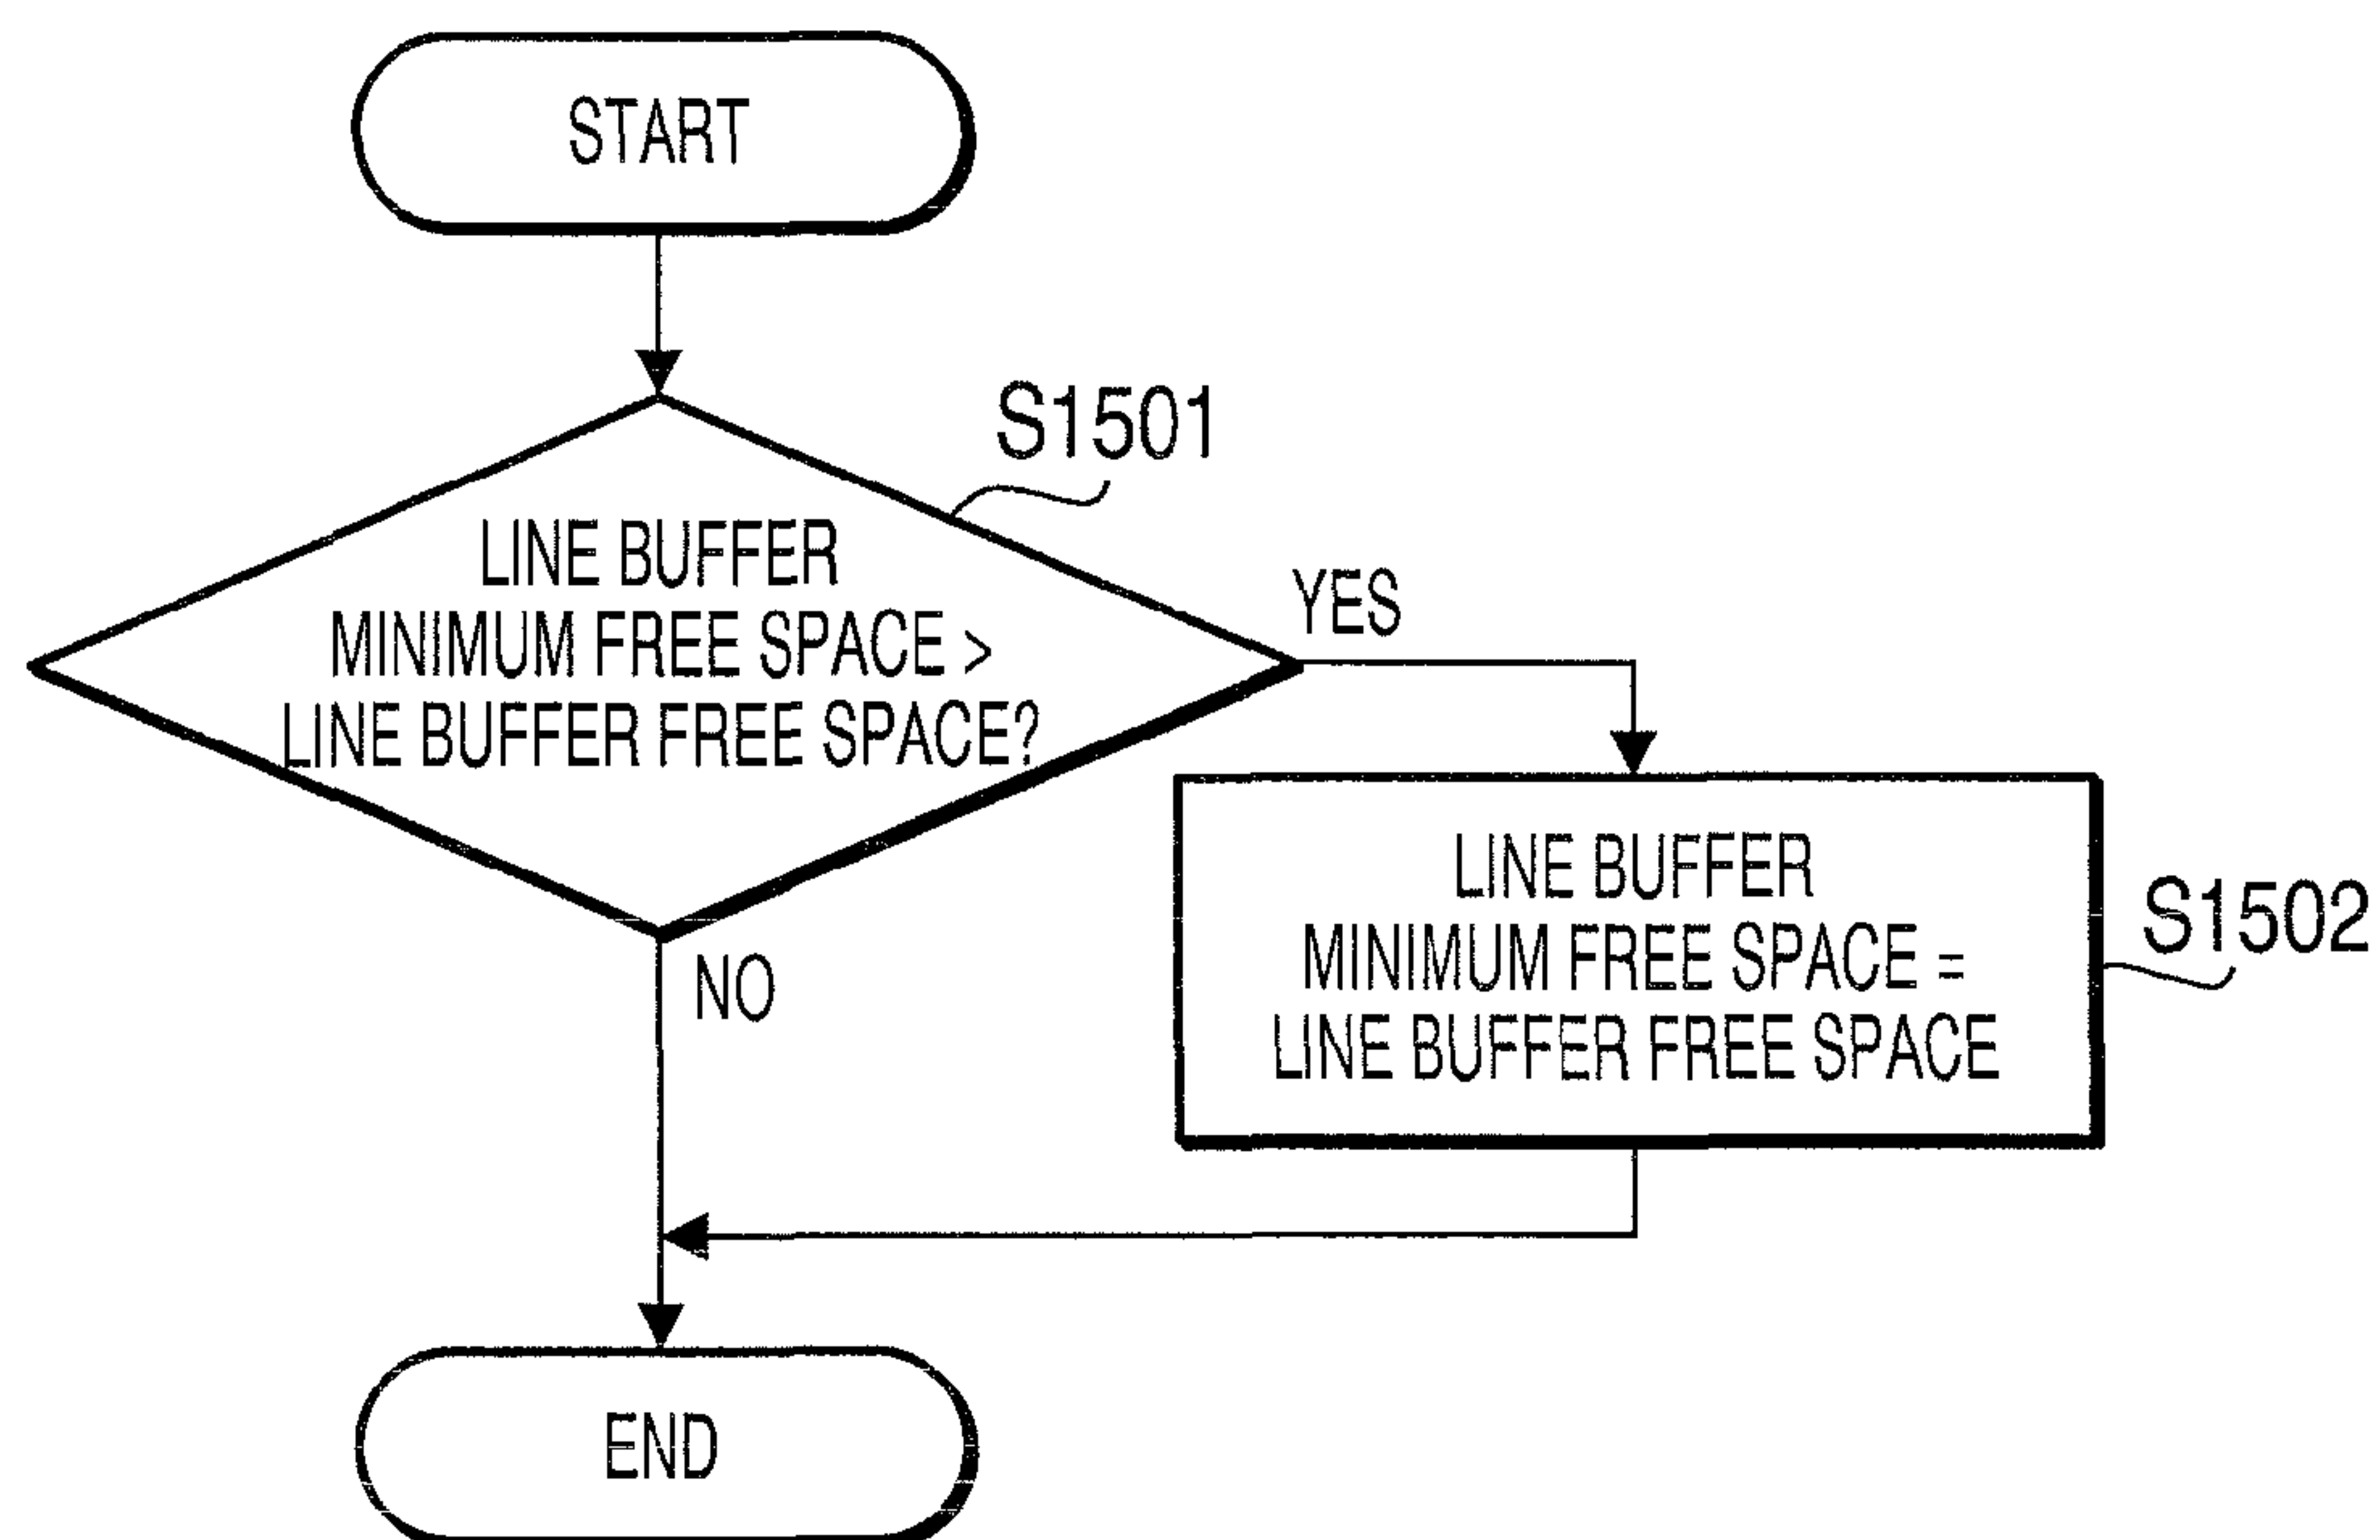 START
S1501
LINE BUFFER
MINIMUM FREE SPACE >
LINE BUFFER FREE SPACE?
YES
NO
LINE BUFFER
MINIMUM FREE SPACE =
LINE BUFFER FREE SPACE
S1502
END